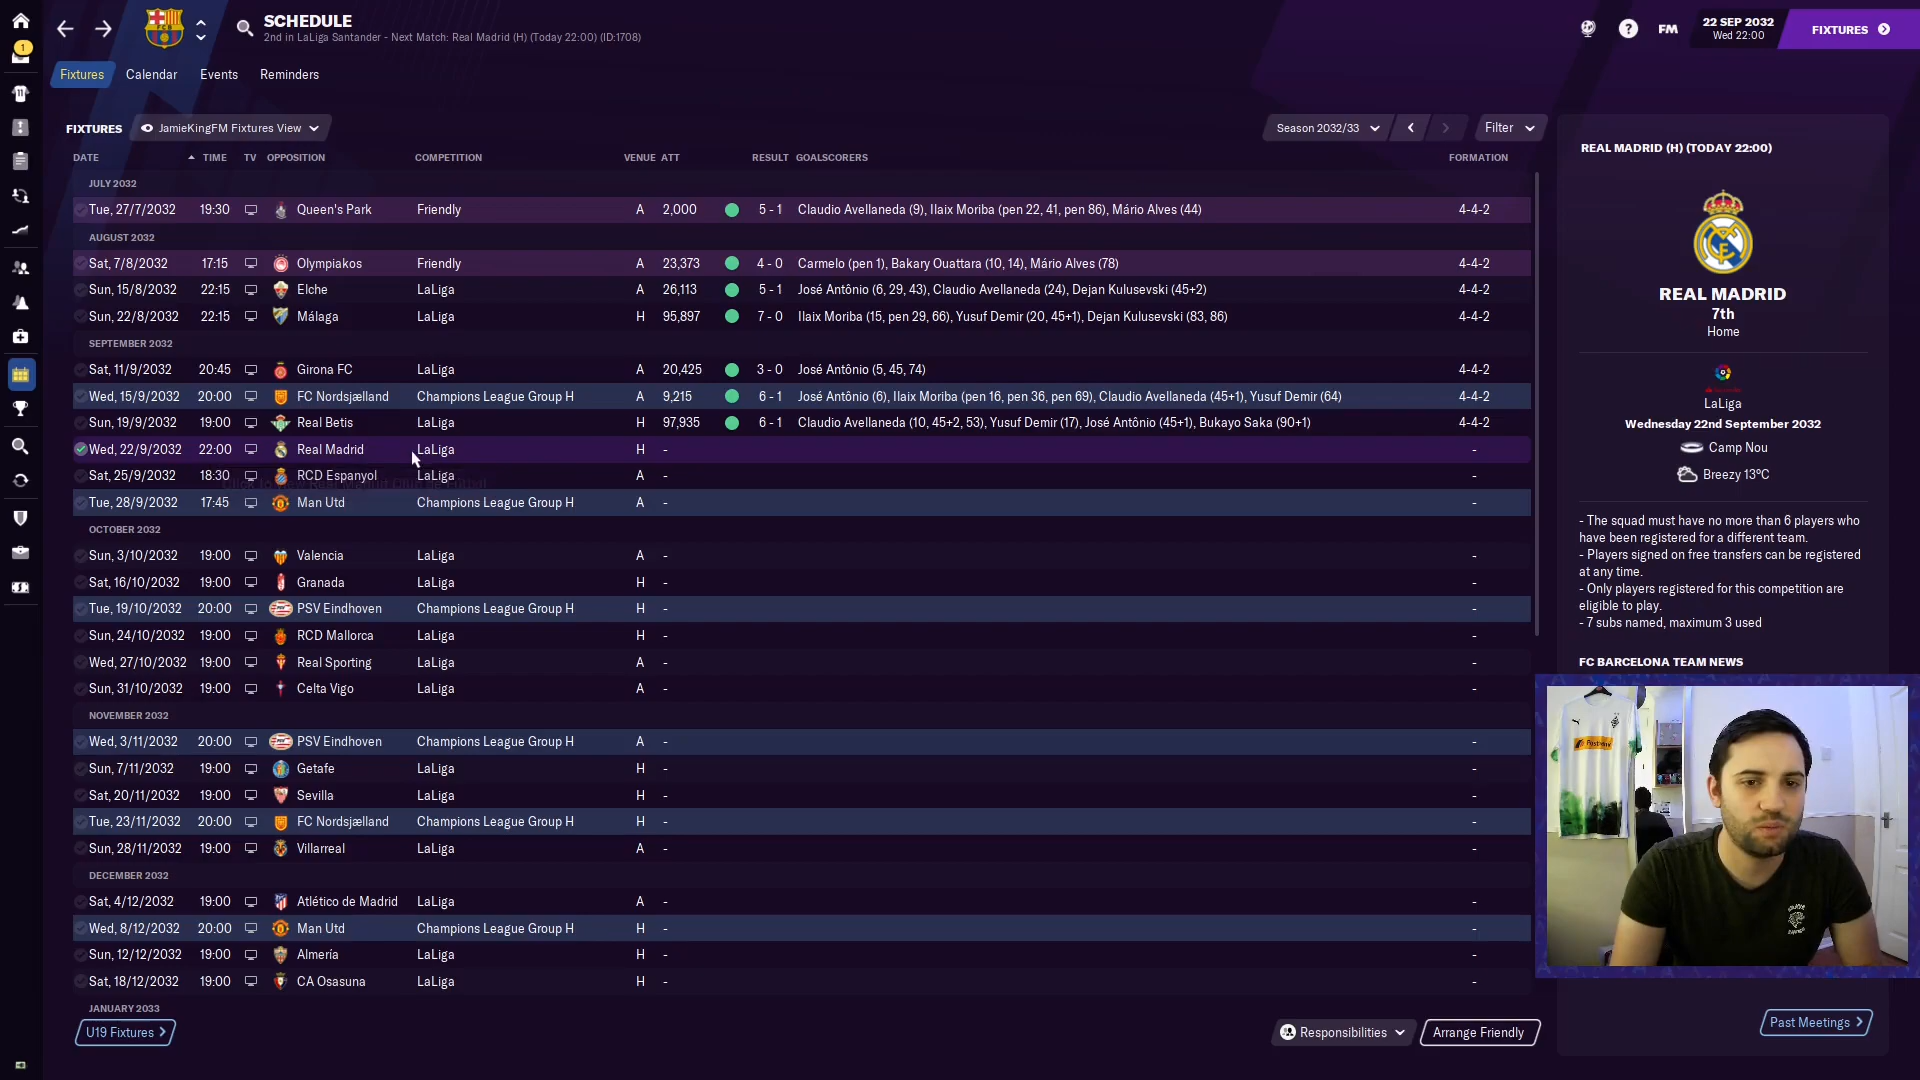 SCHEDULE
2nd in LaLiga Santander - Next Match: Real Madrid (H) (Today 22:00) (ID:1708)
1
FM
22 SEP 2032
Wed 22:00
FIXTURES
Fixtures Calendar Events Reminders
FIXTURES JamieKingFM Fixtures View
Season 2032/33 Filter
DATE TIME TV OPPOSITION COMPETITION VENUE ATT RESULT GOALSCORERS FORMATION
JULY 2032
Tue, 27/7/2032 19:30 Queen's Park Friendly A 2,000 5 - 1 Claudio Avellaneda (9), Ilaix Moriba (pen 22, 41, pen 86), Mário Alves (44) 4-4-2
AUGUST 2032
Sat, 7/8/2032 17:15 Olympiakos Friendly A 23,373 4 - 0 Carmelo (pen 1), Bakary Ouattara (10, 14), Mário Alves (78) 4-4-2
Sun, 15/8/2032 22:15 Elche LaLiga A 26,113 5 - 1 José Antônio (6, 29, 43), Claudio Avellaneda (24), Dejan Kulusevski (45+2) 4-4-2
Sun, 22/8/2032 22:15 Málaga LaLiga H 95,897 7 - 0 Ilaix Moriba (15, pen 29, 66), Yusuf Demir (20, 45+1), Dejan Kulusevski (83, 86) 4-4-2
SEPTEMBER 2032
Sat, 11/9/2032 20:45 Girona FC LaLiga A 20,425 3 - 0 José Antônio (5, 45, 74) 4-4-2
Wed, 15/9/2032 20:00 FC Nordsjælland Champions League Group H A 9,215 6 - 1 José Antônio (6), Ilaix Moriba (pen 16, pen 36, pen 69), Claudio Avellaneda (45+1), Yusuf Demir (64) 4-4-2
Sun, 19/9/2032 19:00 Real Betis LaLiga H 97,935 6 - 1 Claudio Avellaneda (10, 45+2, 53), Yusuf Demir (17), José Antônio (45+1), Bukayo Saka (90+1) 4-4-2
Wed, 22/9/2032 22:00 Real Madrid LaLiga H - -
Sat, 25/9/2032 18:30 RCD Espanyol LaLiga A - -
Tue, 28/9/2032 17:45 Man Utd Champions League Group H A - -
OCTOBER 2032
Sun, 3/10/2032 19:00 Valencia LaLiga A - -
Sat, 16/10/2032 19:00 Granada LaLiga H - -
Tue, 19/10/2032 20:00 PSV Eindhoven Champions League Group H H - -
Sun, 24/10/2032 19:00 RCD Mallorca LaLiga H - -
Wed, 27/10/2032 19:00 Real Sporting LaLiga A - -
Sun, 31/10/2032 19:00 Celta Vigo LaLiga A - -
NOVEMBER 2032
Wed, 3/11/2032 20:00 PSV Eindhoven Champions League Group H A - -
Sun, 7/11/2032 19:00 Getafe LaLiga H - -
Sat, 20/11/2032 19:00 Sevilla LaLiga H - -
Tue, 23/11/2032 20:00 FC Nordsjælland Champions League Group H H - -
Sun, 28/11/2032 19:00 Villarreal LaLiga A - -
DECEMBER 2032
Sat, 4/12/2032 19:00 Atlético de Madrid LaLiga A - -
Wed, 8/12/2032 20:00 Man Utd Champions League Group H H - -
Sun, 12/12/2032 19:00 Almería LaLiga H - -
Sat, 18/12/2032 19:00 CA Osasuna LaLiga H - -
JANUARY 2033
U19 Fixtures
Responsibilities Arrange Friendly
REAL MADRID (H) (TODAY 22:00)
REAL MADRID
7th
Home
LaLiga
Wednesday 22nd September 2032
Camp Nou
Breezy 13°C
- The squad must have no more than 6 players who
have been registered for a different team.
- Players signed on free transfers can be registered
at any time.
- Only players registered for this competition are
eligible to play.
- 7 subs named, maximum 3 used
FC BARCELONA TEAM NEWS
Past Meetings